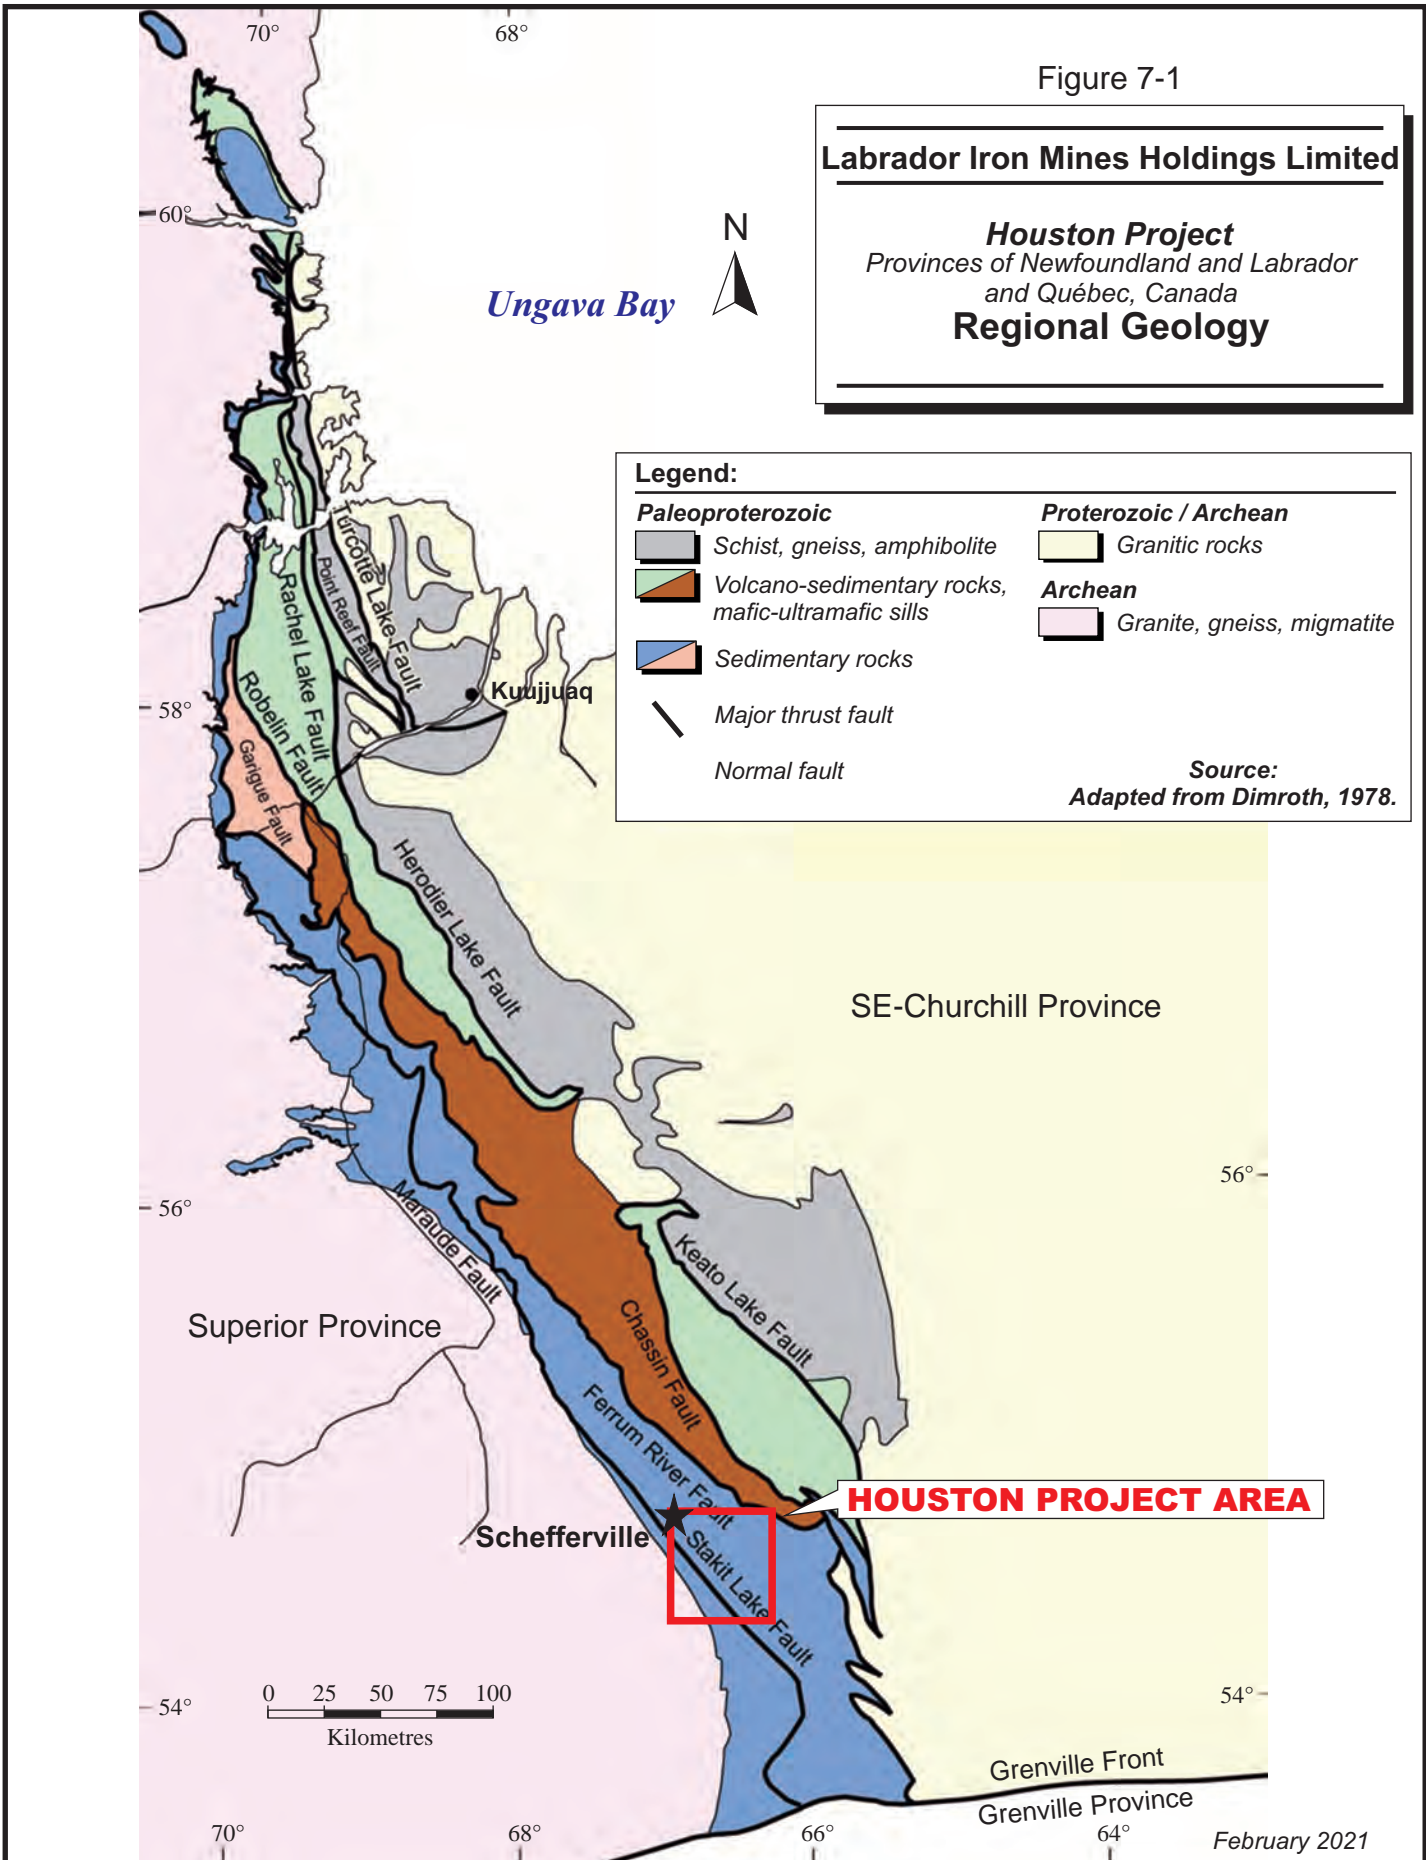 70°
68°
Figure 7-1
Labrador Iron Mines Holdings Limited
Houston Project
Provinces of Newfoundland and Labrador
and Québec, Canada
Regional Geology
60°
N
Ungava Bay
Legend:
Paleoproterozoic
Schist, gneiss, amphibolite
Volcano-sedimentary rocks,
mafic-ultramafic sills
Sedimentary rocks
Major thrust fault
Normal fault
Proterozoic / Archean
Granitic rocks
Archean
Granite, gneiss, migmatite
Source:
Adapted from Dimroth, 1978.
Turcotte Lake Fault
Point Reef Fault
Rachel Lake Fault
Robelin Fault
Garigue Fault
Kuujjuaq
58°
Herodier Lake Fault
SE-Churchill Province
56°
56°
Maraude Fault
Keato Lake Fault
Superior Province
Chassin Fault
Ferrum River Fault
HOUSTON PROJECT AREA
Schefferville
Stakit Lake Fault
0 25 50 75 100
Kilometres
54°
54°
Grenville Front
Grenville Province
70°
68°
66°
64°
February 2021